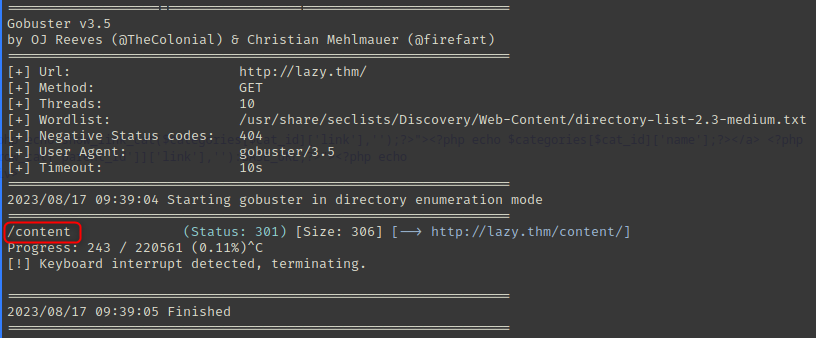 ===============================================================
Gobuster v3.5
by OJ Reeves (@TheColonial) & Christian Mehlmauer (@firefart)
===============================================================
[+] Url:                     http://lazy.thm/
[+] Method:                  GET
[+] Threads:                 10
[+] Wordlist:                /usr/share/seclists/Discovery/Web-Content/directory-list-2.3-medium.txt
[+] Negative Status codes:   404
[+] User Agent:              gobuster/3.5
[+] Timeout:                 10s
===============================================================
2023/08/17 09:39:04 Starting gobuster in directory enumeration mode
===============================================================
/content              (Status: 301) [Size: 306] [--> http://lazy.thm/content/]
Progress: 243 / 220561 (0.11%)^C
[!] Keyboard interrupt detected, terminating.
===============================================================
2023/08/17 09:39:05 Finished
===============================================================